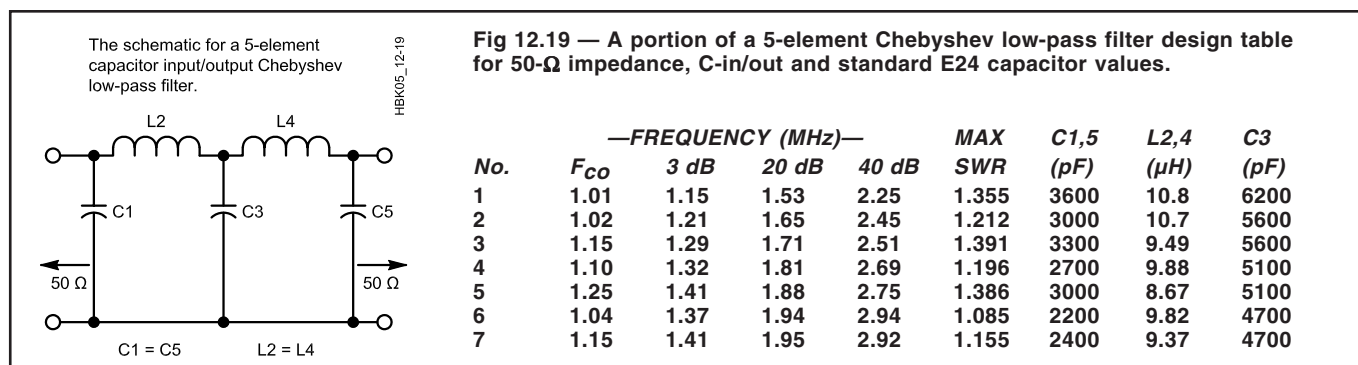 The schematic for a 5-element
capacitor input/output Chebyshev
low-pass filter.
HBK05_12-19
L2 L4
C1 C3 C5
50 Ω 50 Ω
C1 = C5 L2 = L4
Fig 12.19 — A portion of a 5-element Chebyshev low-pass filter design table
for 50-Ω impedance, C-in/out and standard E24 capacitor values.
—FREQUENCY (MHz)— MAX C1,5 L2,4 C3
No. FCO 3 dB 20 dB 40 dB SWR (pF) (µH) (pF)
1 1.01 1.15 1.53 2.25 1.355 3600 10.8 6200
2 1.02 1.21 1.65 2.45 1.212 3000 10.7 5600
3 1.15 1.29 1.71 2.51 1.391 3300 9.49 5600
4 1.10 1.32 1.81 2.69 1.196 2700 9.88 5100
5 1.25 1.41 1.88 2.75 1.386 3000 8.67 5100
6 1.04 1.37 1.94 2.94 1.085 2200 9.82 4700
7 1.15 1.41 1.95 2.92 1.155 2400 9.37 4700